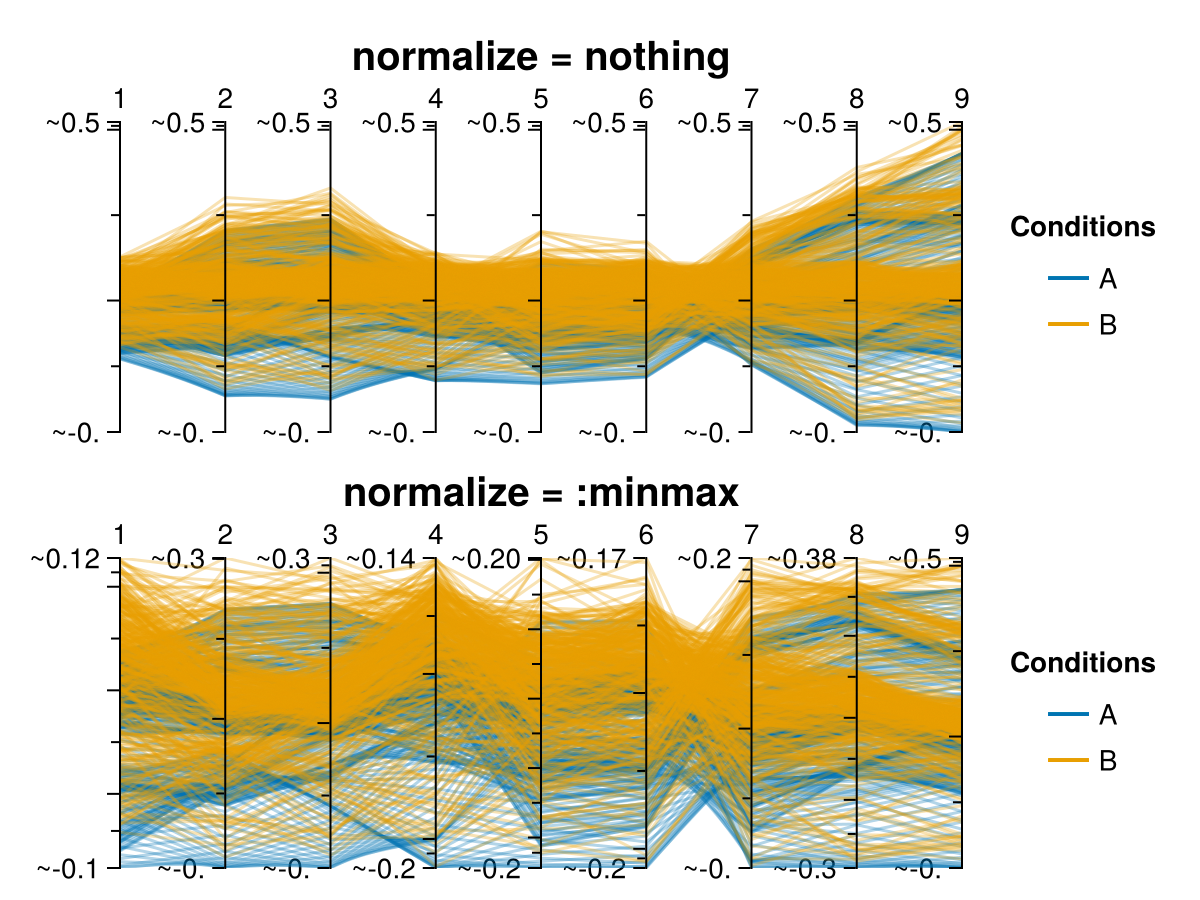 normalize = nothing
1 2 3 4 5 6 7 8 9
~0.5 ~0.5 ~0.5 ~0.5 ~0.5 ~0.5 ~0.5 ~0.5 ~0.5
Conditions
A
B
~-0. ~-0. ~-0. ~-0. ~-0. ~-0. ~-0. ~-0. ~-0.
normalize = :minmax
1 2 3 4 5 6 7 8 9
~0.12 ~0.3 ~0.3 ~0.14 ~0.20 ~0.17 ~0.2 ~0.38 ~0.5
Conditions
A
B
~-0.1 ~-0. ~-0. ~-0.2 ~-0.2 ~-0.2 ~-0. ~-0.3 ~-0.